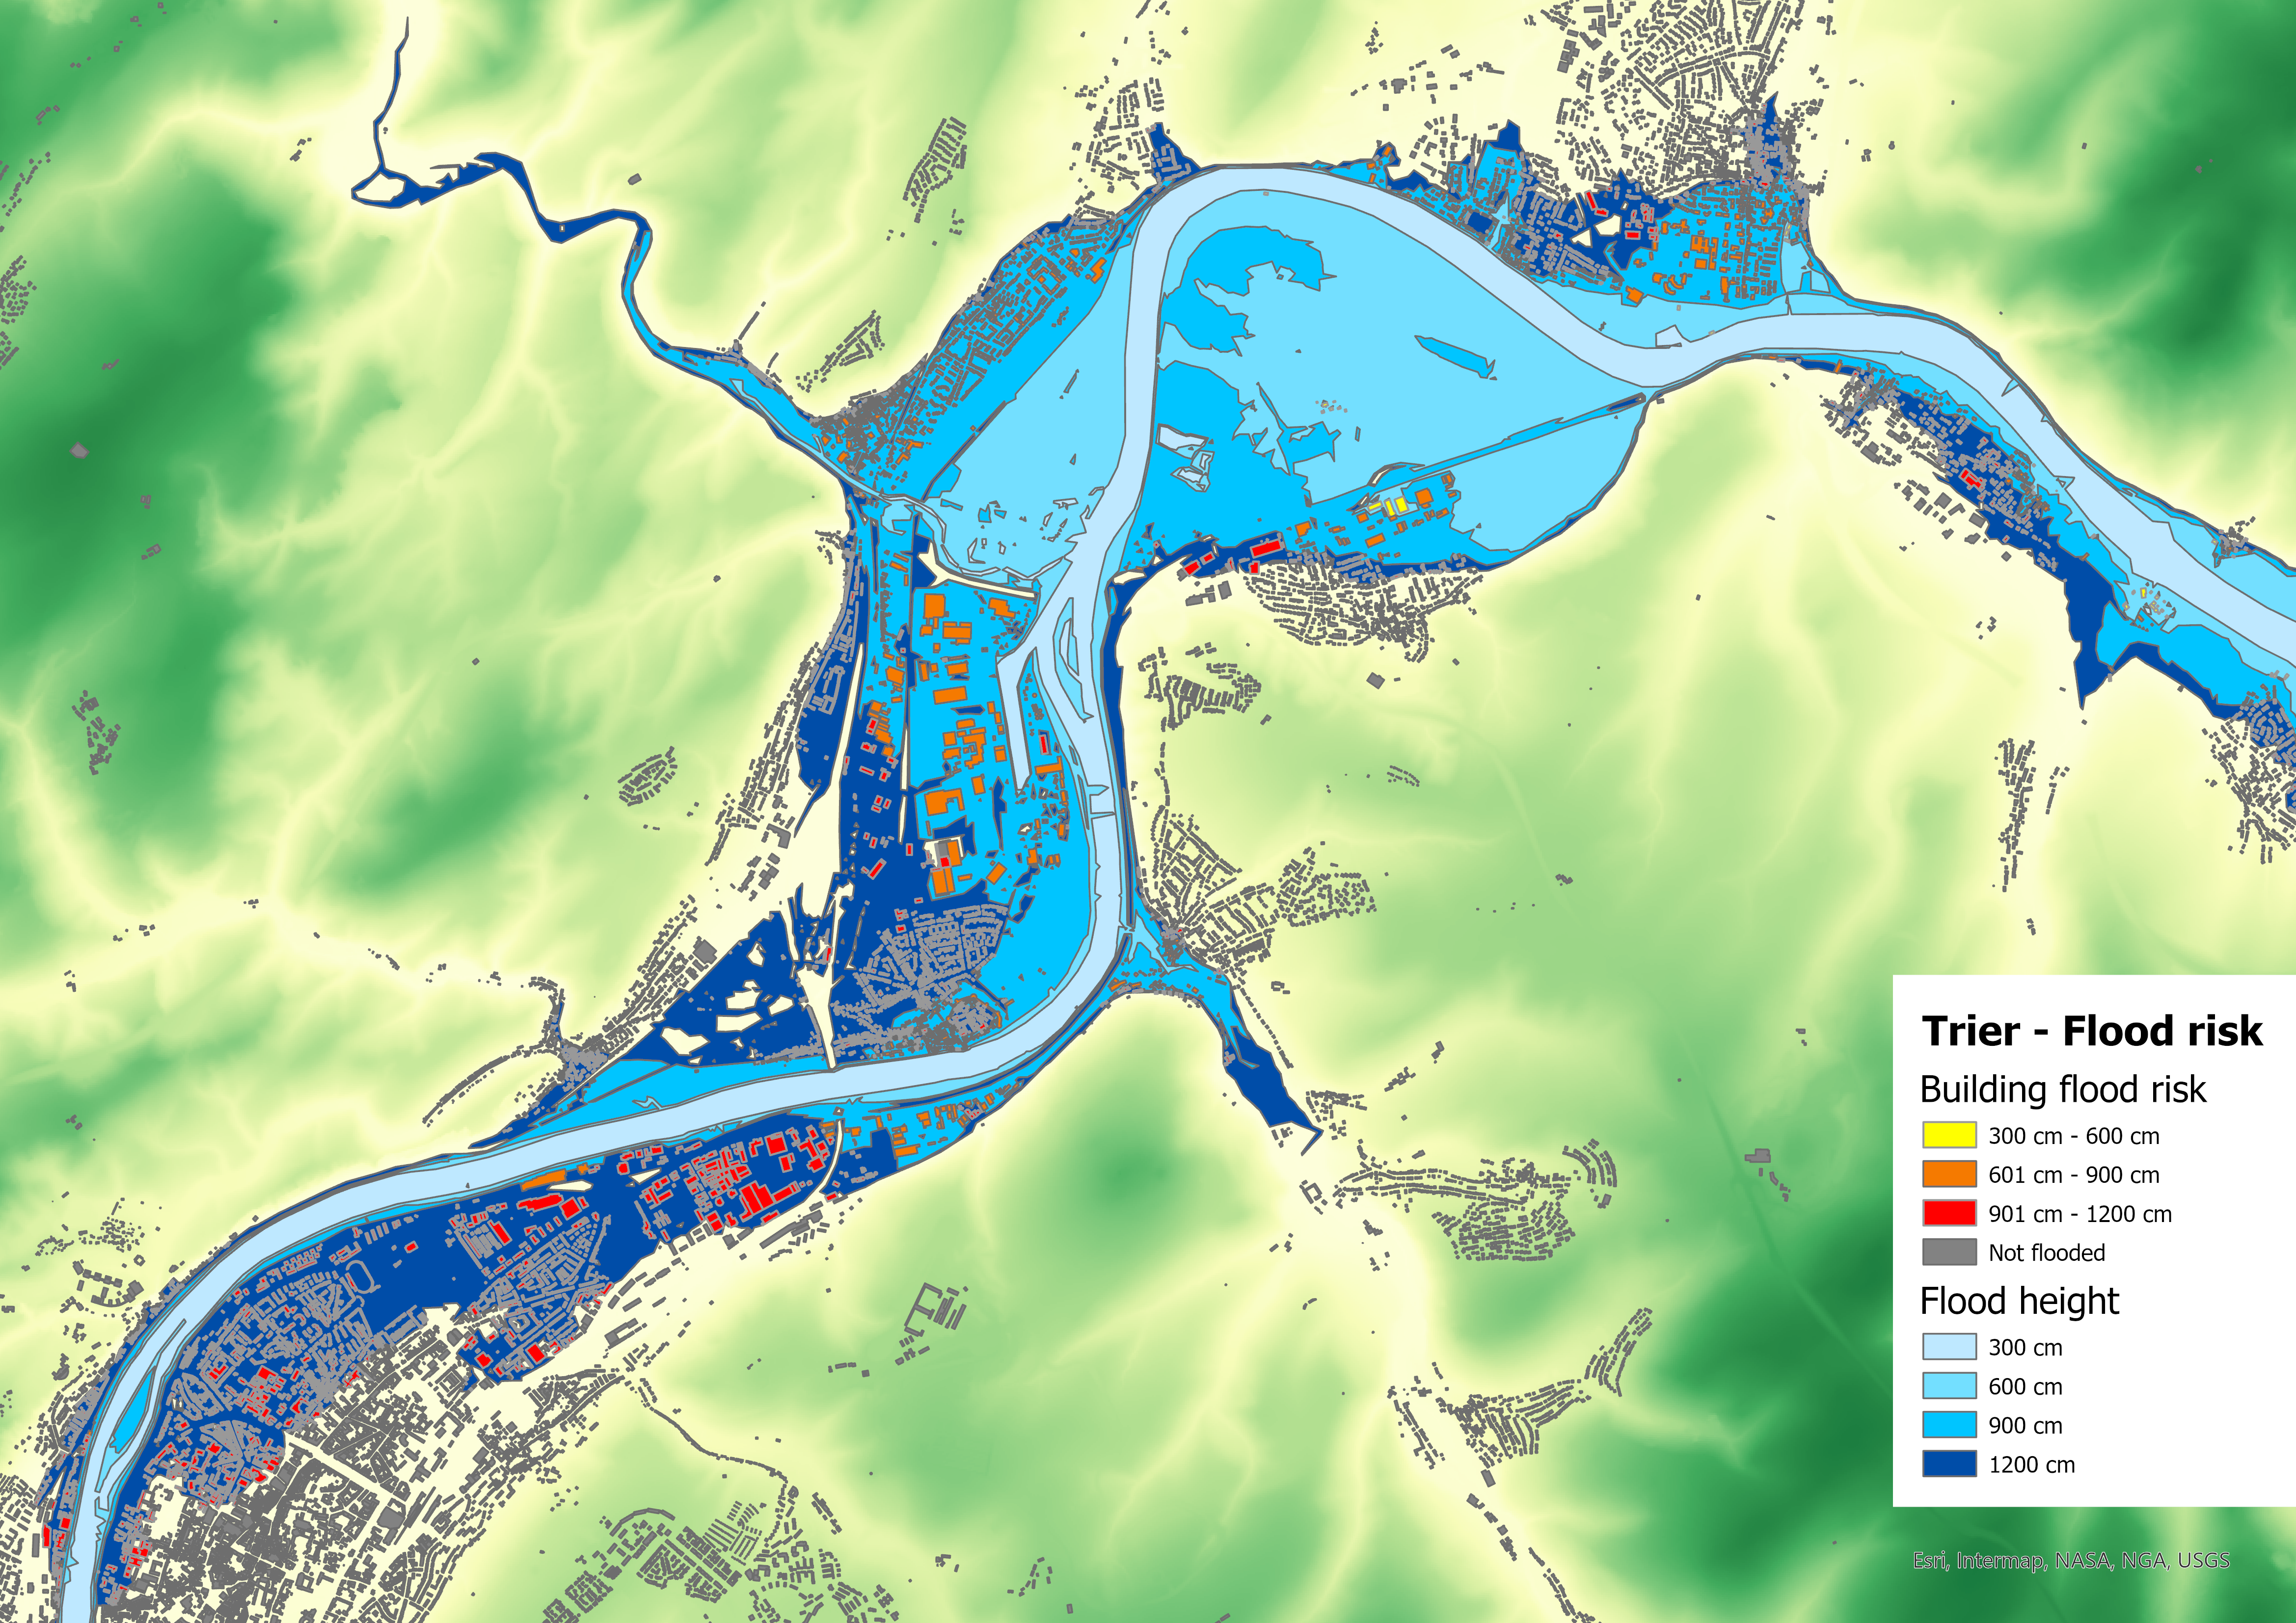 Trier - Flood risk
Building flood risk
300 cm - 600 cm
601 cm - 900 cm
901 cm - 1200 cm
Not flooded
Flood height
300 cm
600 cm
900 cm
1200 cm
Esri, Intermap, NASA, NGA, USGS